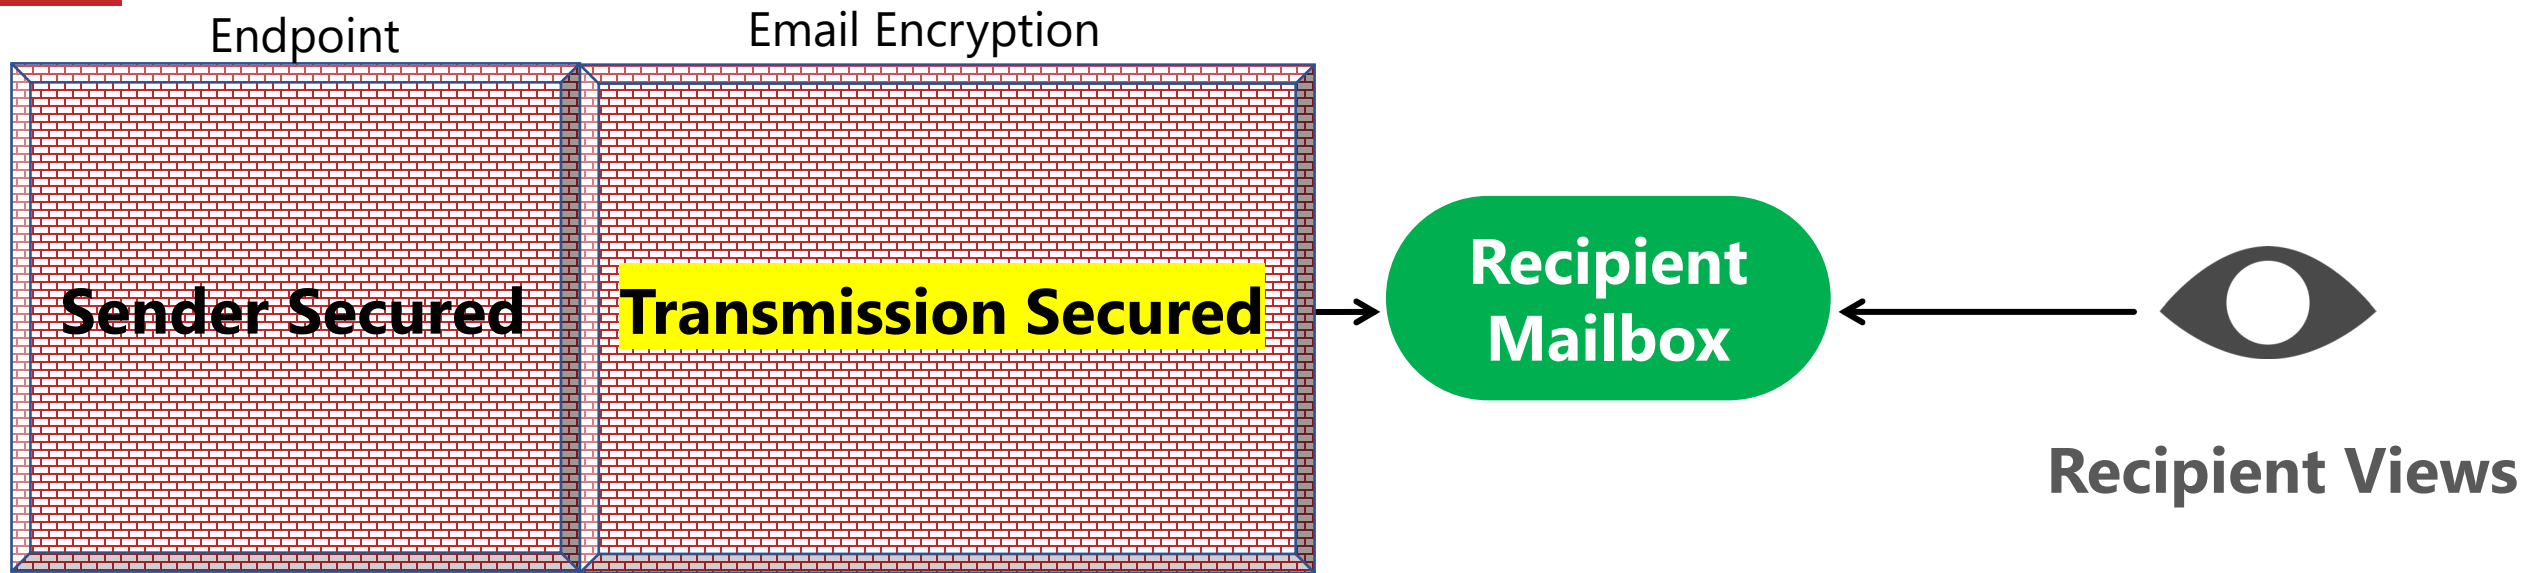 Endpoint
Email Encryption
Sender Secured
Transmission Secured
Recipient
Mailbox
Recipient Views